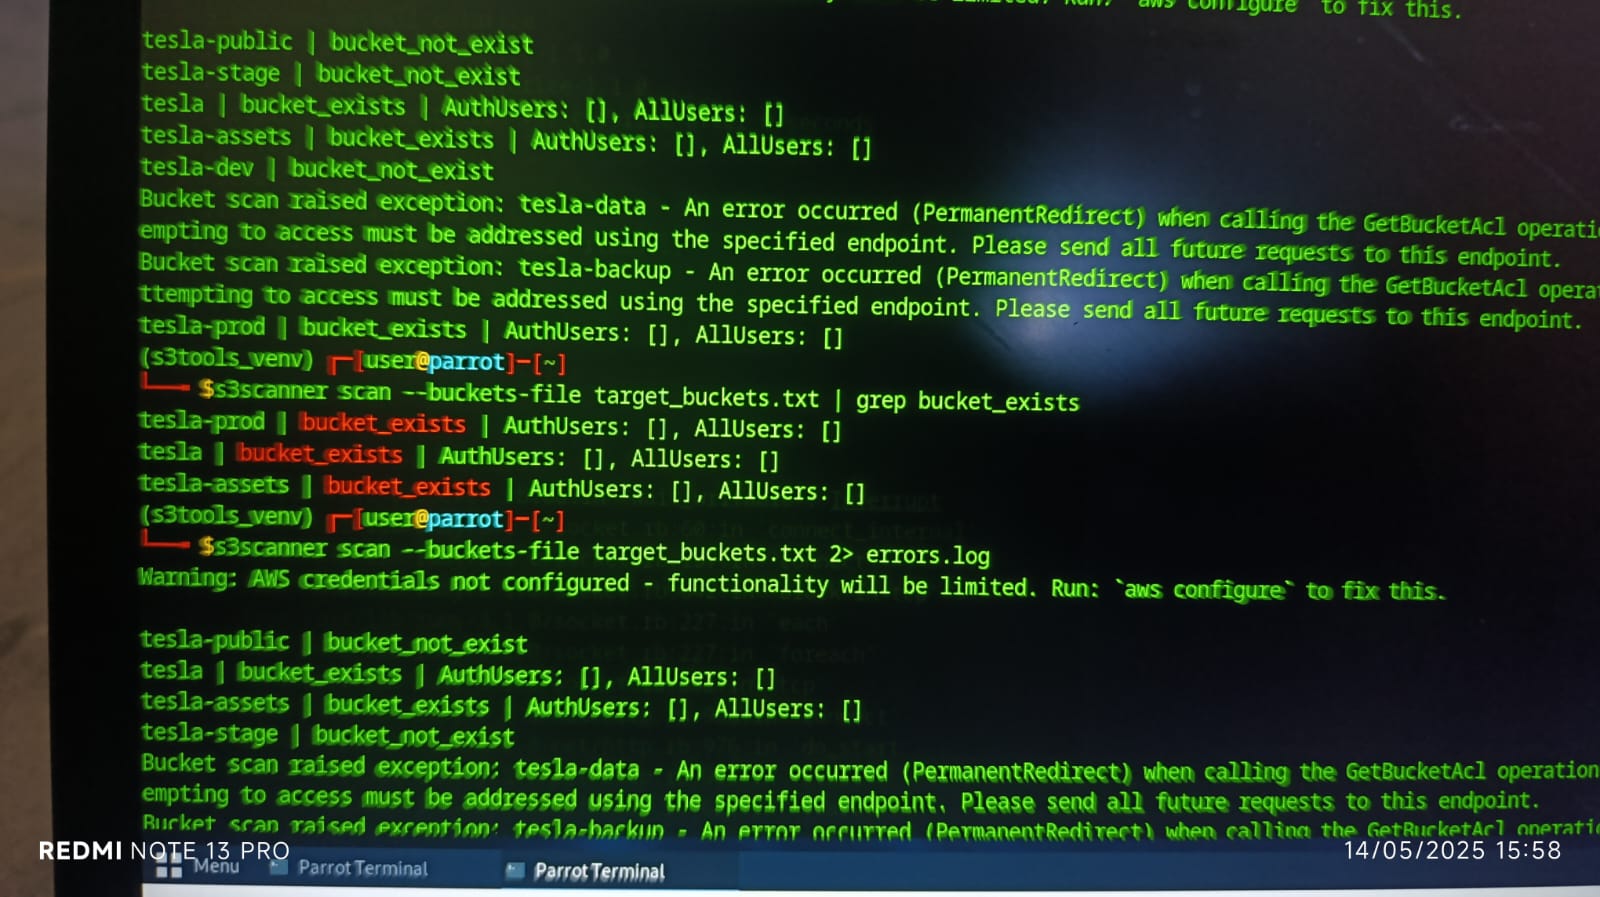 aws configure` to fix this.
tesla-public | bucket_not_exist
tesla-stage | bucket_not_exist
tesla | bucket_exists | AuthUsers: [], AllUsers: []
tesla-assets | bucket_exists | AuthUsers: [], AllUsers: []
tesla-dev | bucket_not_exist
Bucket scan raised exception: tesla-data - An error occurred (PermanentRedirect) when calling the GetBucketAcl operati
empting to access must be addressed using the specified endpoint. Please send all future requests to this endpoint.
Bucket scan raised exception: tesla-backup - An error occurred (PermanentRedirect) when calling the GetBucketAcl opera
ttempting to access must be addressed using the specified endpoint. Please send all future requests to this endpoint.
tesla-prod | bucket_exists | AuthUsers: [], AllUsers: []
(s3tools_venv) ┌─[user@parrot]─[~]
└──╼ $s3scanner scan --buckets-file target_buckets.txt | grep bucket_exists
tesla-prod | bucket_exists | AuthUsers: [], AllUsers: []
tesla | bucket_exists | AuthUsers: [], AllUsers: []
tesla-assets | bucket_exists | AuthUsers: [], AllUsers: []
(s3tools_venv) ┌─[user@parrot]─[~]
└──╼ $s3scanner scan --buckets-file target_buckets.txt 2> errors.log
Warning: AWS credentials not configured - functionality will be limited. Run: `aws configure` to fix this.
tesla-public | bucket_not_exist
tesla | bucket_exists | AuthUsers: [], AllUsers: []
tesla-assets | bucket_exists | AuthUsers: [], AllUsers: []
tesla-stage | bucket_not_exist
Bucket scan raised exception: tesla-data - An error occurred (PermanentRedirect) when calling the GetBucketAcl operation
empting to access must be addressed using the specified endpoint. Please send all future requests to this endpoint.
Bucket scan raised exception: tesla-backup - An error occurred (PermanentRedirect) when calling the GetBucketAcl operati
REDMI NOTE 13 PRO
14/05/2025 15:58
Menu
Parrot Terminal
Parrot Terminal